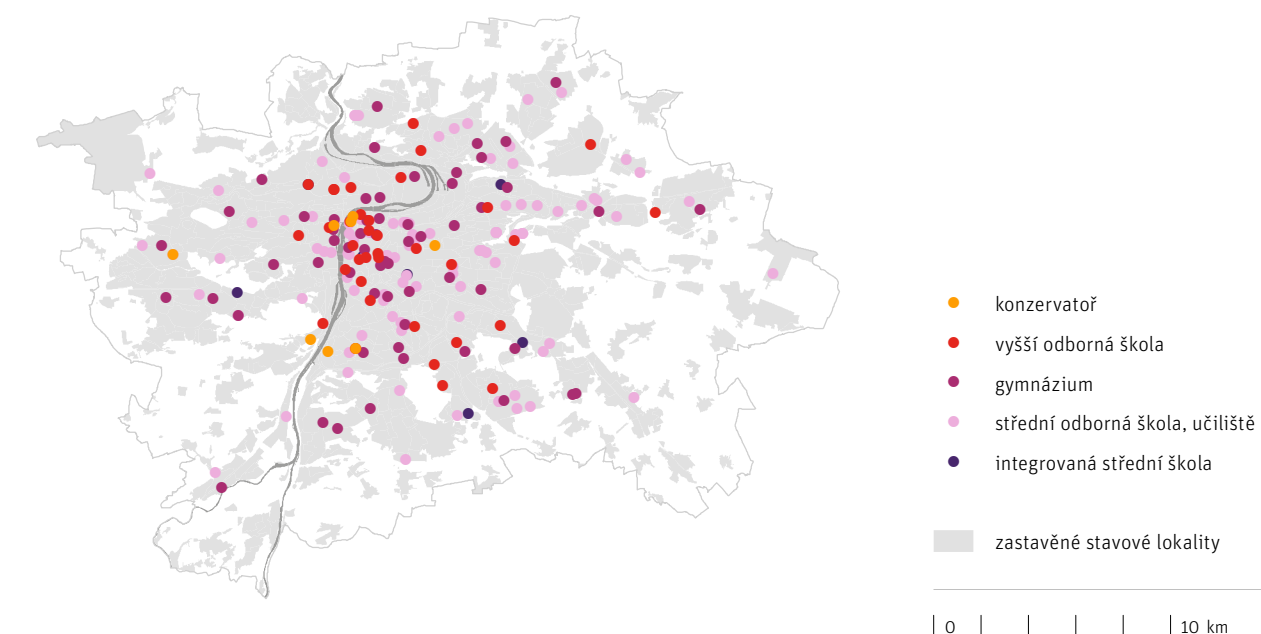 konzervatoř
vyšší odborná škola
gymnázium
střední odborná škola, učiliště
integrovaná střední škola
zastavěné stavové lokality
0 10 km